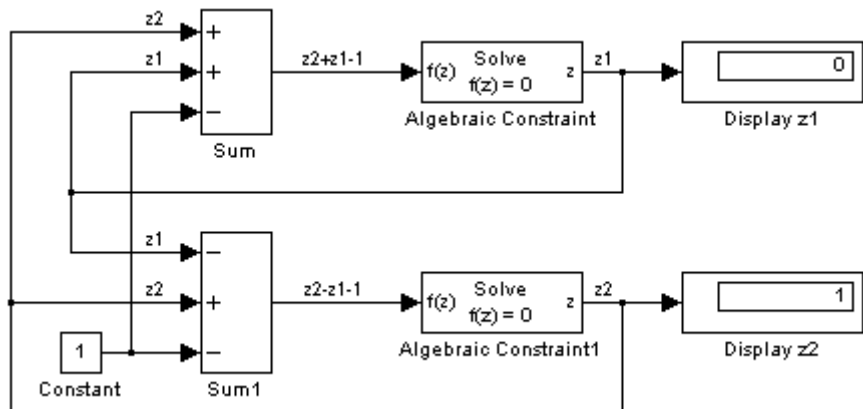 z2
+
z1
+
−
Sum
z2+z1-1
f(z)
Solve
f(z) = 0
z
Algebraic Constraint
z1
0
Display z1
z1
−
z2
+
−
Sum1
z2-z1-1
f(z)
Solve
f(z) = 0
z
Algebraic Constraint1
z2
1
Display z2
1
Constant